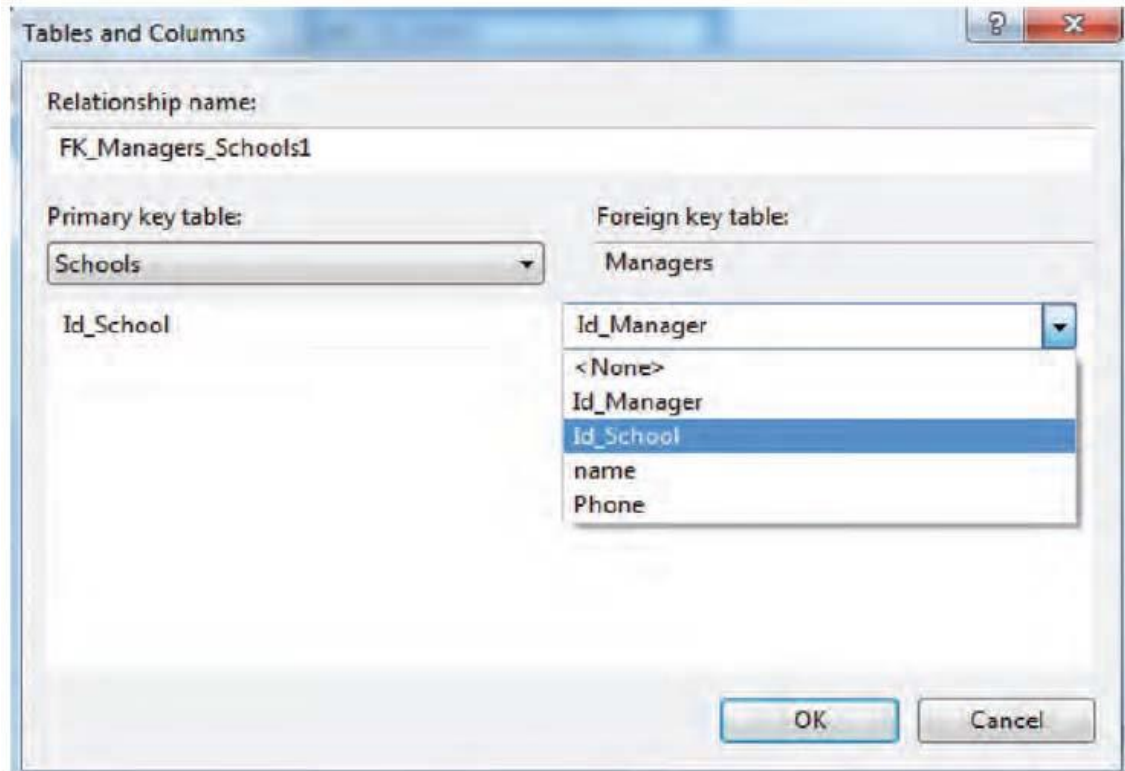 Tables and Columns
Relationship name:
FK_Managers_Schools1
Primary key table:
Foreign key table:
Schools
Managers
Id_School
Id_Manager
<None>
Id_Manager
Id_School
name
Phone
OK
Cancel